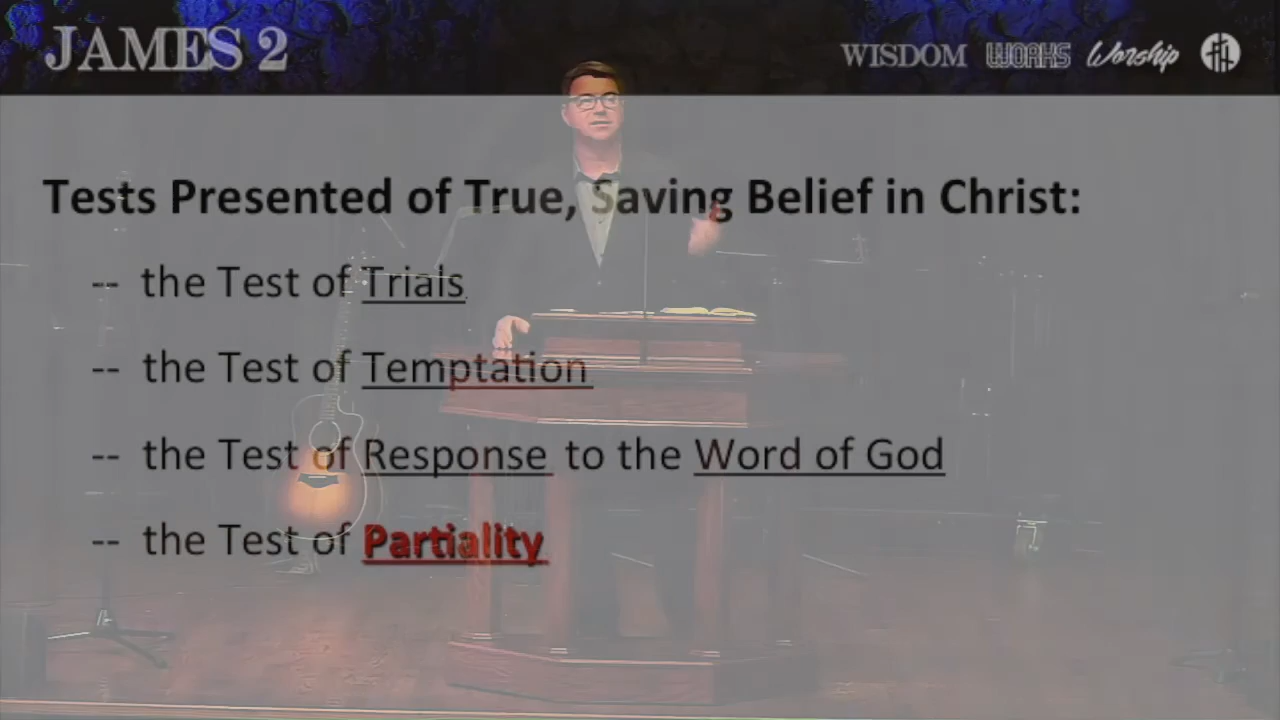 JAMES 2
WISDOM WORKS Worship
Tests Presented of True, Saving Belief in Christ:
-- the Test of Trials
-- the Test of Temptation
-- the Test of Response to the Word of God
-- the Test of Partiality